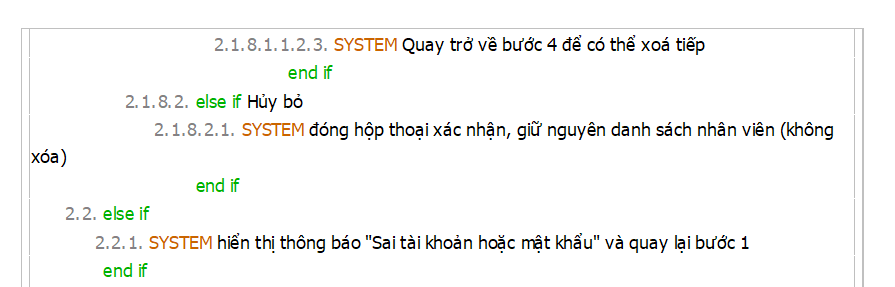 2.1.8.1.1.2.3. SYSTEM Quay trở về bước 4 để có thể xoá tiếp
end if
2.1.8.2. else if Hủy bỏ
2.1.8.2.1. SYSTEM đóng hộp thoại xác nhận, giữ nguyên danh sách nhân viên (không
xóa)
end if
2.2. else if
2.2.1. SYSTEM hiển thị thông báo "Sai tài khoản hoặc mật khẩu" và quay lại bước 1
end if